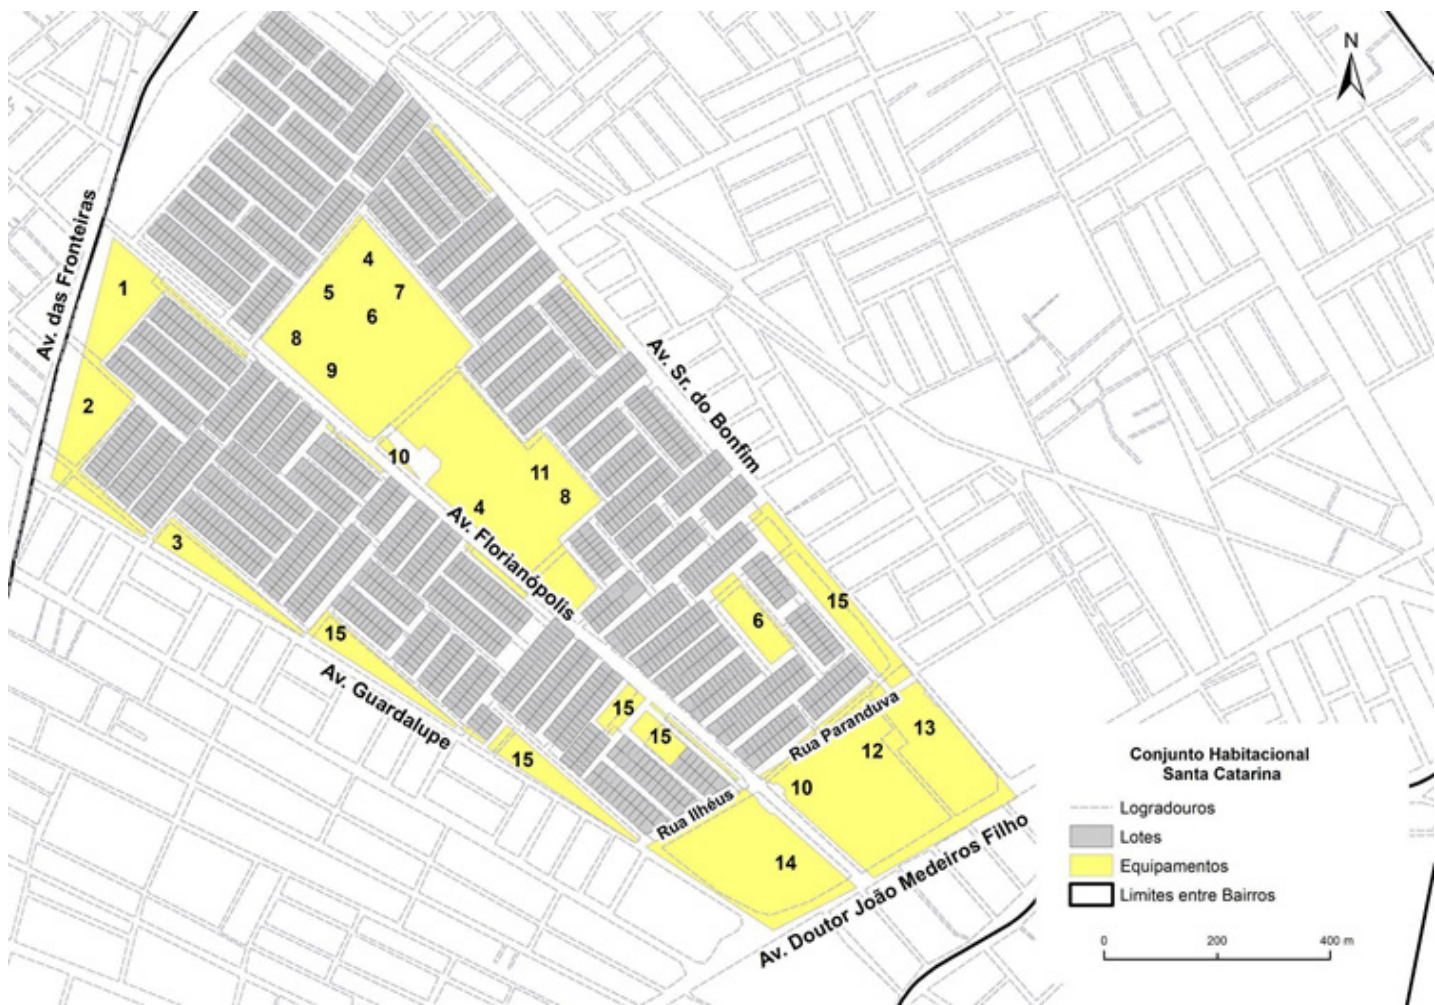 N
Av. das Fronteiras
1
4
5
7
6
8
9
2
Av. Sr. do Bonfim
10
11
8
4
Av. Florianópolis
3
15
6
15
Av. Guardalupe
15
15
15
Rua Paranduva
13
12
10
Rua Ilhéus
14
Av. Doutor João Medeiros Filho
Conjunto Habitacional
Santa Catarina
Logradouros
Lotes
Equipamentos
Limites entre Bairros
0
200
400 m